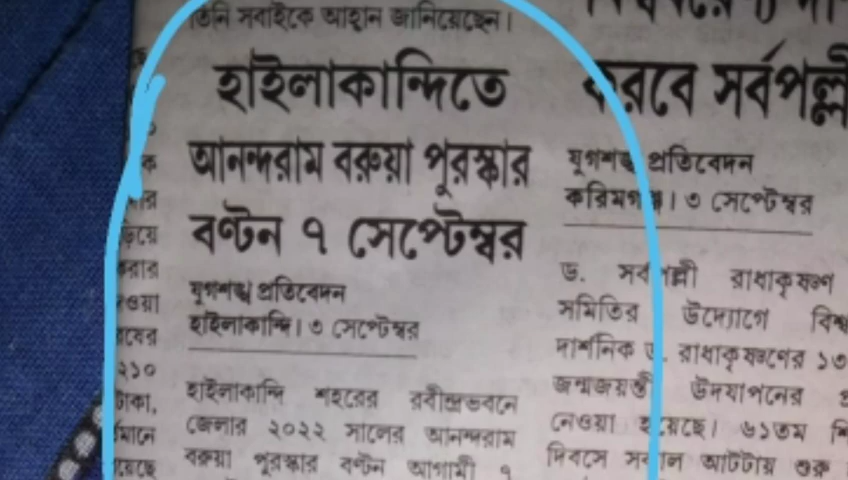 তিনি সবাইকে আহ্বান জানিয়েছেন।
হাইলাকান্দিতে
আনন্দরাম বরুয়া পুরস্কার
বণ্টন ৭ সেপ্টেম্বর
যুগশঙ্খ প্রতিবেদন
হাইলাকান্দি। ৩ সেপ্টেম্বর
হাইলাকান্দি শহরের রবীন্দ্রভবনে
জেলার ২০২২ সালের আনন্দরাম
বরুয়া পুরস্কার বণ্টন আগামী ৭
করবে সর্বপল্লী
যুগশঙ্খ প্রতিবেদন
করিমগঞ্জ। ৩ সেপ্টেম্বর
ড. সর্বপল্লী রাধাকৃষ্ণণ
সমিতির উদ্যোগে
দার্শনিক ড. রাধাকৃষ্ণণের
জন্মজয়ন্তী উদযাপনের
নেওয়া হয়েছে। ৬১তম
দিবসে সকাল আটটায় শুরু
২১০
টাকা,